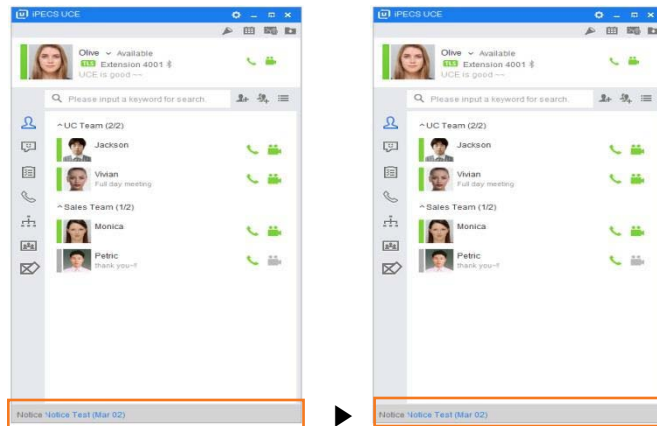 iPECS UCE
Olive Available
TLS Extension 4001
UCE is good ~~
Please input a keyword for search.
^UC Team (2/2)
Jackson
Vivian
Full day meeting
^Sales Team (1/2)
Monica
Petric
thank you~!!
Notice Notice Test (Mar 02)
iPECS UCE
Olive Available
TLS Extension 4001
UCE is good ~~
Please input a keyword for search.
^UC Team (2/2)
Jackson
Vivian
Full day meeting
^Sales Team (1/2)
Monica
Petric
thank you~!!
Notice Notice Test (Mar 02)